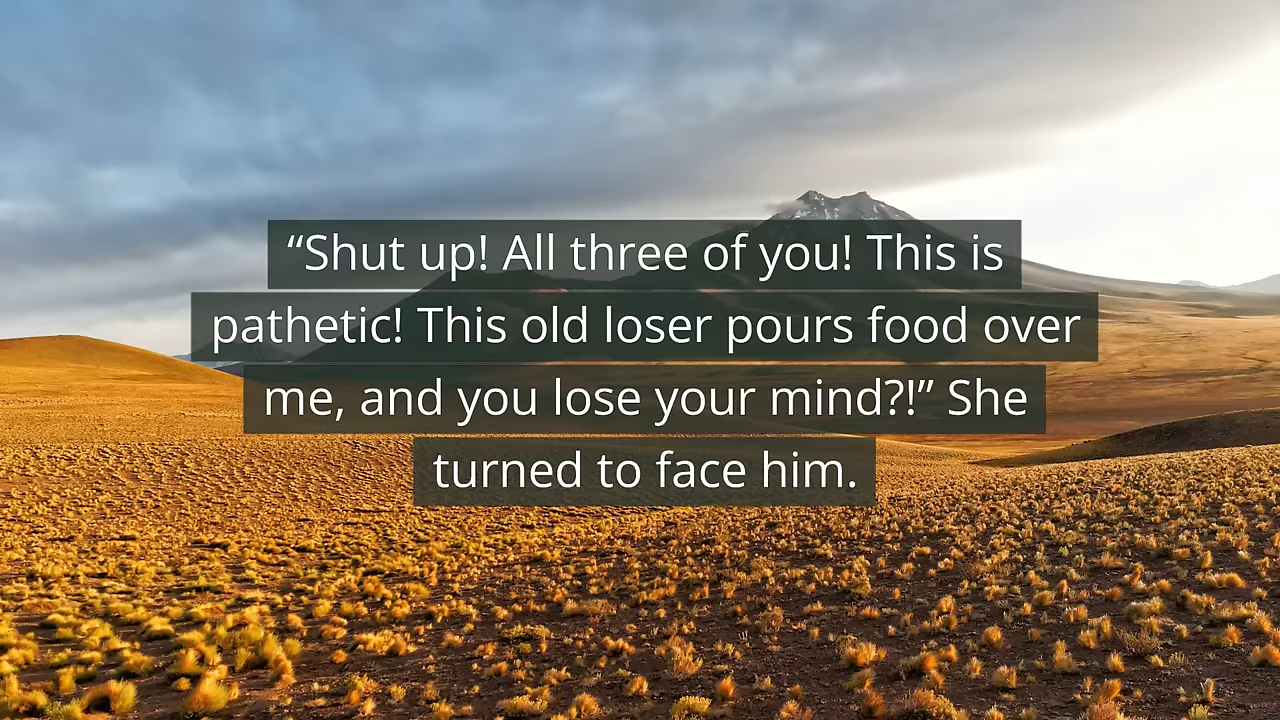 “Shut up! All three of you! This is
pathetic! This old loser pours food over
me, and you lose your mind?!” She
turned to face him.